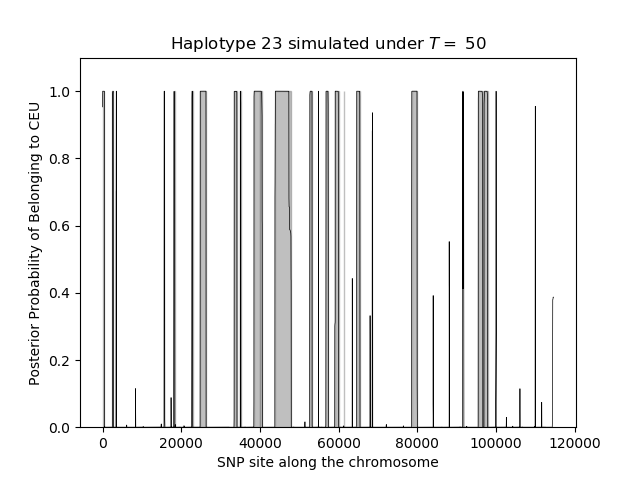 Haplotype 23 simulated under T = 50
Posterior Probability of Belonging to CEU
1.0
0.8
0.6
0.4
0.2
0.0
0 20000 40000 60000 80000 100000 120000
SNP site along the chromosome